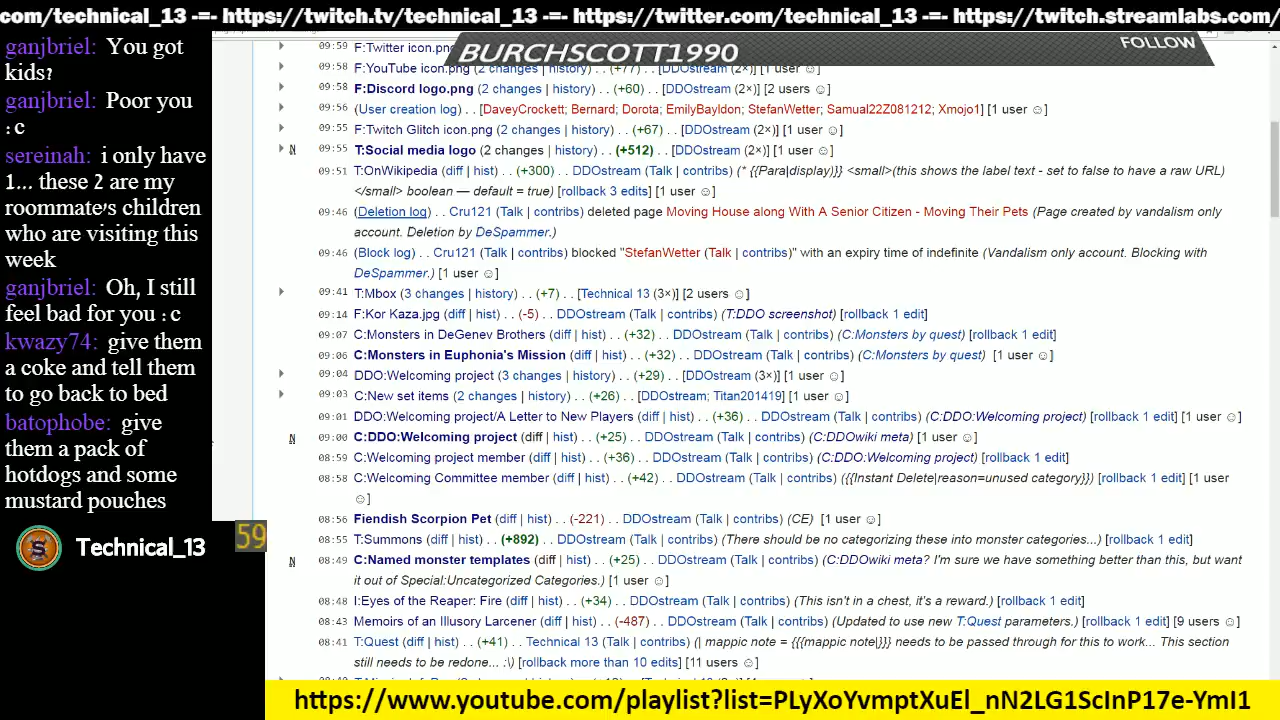 com/technical_13 -=- https://twitch.tv/technical_13 -=- https://twitter.com/technical_13 -=- https://twitch.streamlabs.com/
ganjbriel: You got
kids?
ganjbriel: Poor you
:c
sereinah: i only have
1... these 2 are my
roommate's children
who are visiting this
week
ganjbriel: Oh, I still
feel bad for you :c
kwazy74: give them
a coke and tell them
to go back to bed
batophobe: give
them a pack of
hotdogs and some
mustard pouches
Technical_13
59
BURCHSCOTT1990
FOLLOW
09:59 F:Twitter icon.png
09:58 F:YouTube icon.png (2 changes | history) . . (+77) . . [DDOstream (2×)] [1 user ☺]
09:58 F:Discord logo.png (2 changes | history) . . (+60) . . [DDOstream (2×)] [2 users ☺]
09:56 (User creation log) . . [DaveyCrockett; Bernard; Dorota; EmilyBayldon; StefanWetter; Samual22Z081212; Xmojo1] [1 user ☺]
09:55 F:Twitch Glitch icon.png (2 changes | history) . . (+67) . . [DDOstream (2×)] [1 user ☺]
N 09:55 T:Social media logo (2 changes | history) . . (+512) . . [DDOstream (2×)] [1 user ☺]
09:51 T:OnWikipedia (diff | hist) . . (+300) . . DDOstream (Talk | contribs) (* {{Para|display)}} <small>(this shows the label text - set to false to have a raw URL)
</small> boolean — default = true) [rollback 3 edits] [1 user ☺]
09:46 (Deletion log) . . Cru121 (Talk | contribs) deleted page Moving House along With A Senior Citizen - Moving Their Pets (Page created by vandalism only
account. Deletion by DeSpammer.)
09:46 (Block log) . . Cru121 (Talk | contribs) blocked "StefanWetter (Talk | contribs)" with an expiry time of indefinite (Vandalism only account. Blocking with
DeSpammer.) [1 user ☺]
09:41 T:Mbox (3 changes | history) . . (+7) . . [Technical 13 (3×)] [2 users ☺]
09:14 F:Kor Kaza.jpg (diff | hist) . . (-5) . . DDOstream (Talk | contribs) (T:DDO screenshot) [rollback 1 edit]
09:07 C:Monsters in DeGenev Brothers (diff | hist) . . (+32) . . DDOstream (Talk | contribs) (C:Monsters by quest) [rollback 1 edit]
09:06 C:Monsters in Euphonia's Mission (diff | hist) . . (+32) . . DDOstream (Talk | contribs) (C:Monsters by quest) [1 user ☺]
09:04 DDO:Welcoming project (3 changes | history) . . (+29) . . [DDOstream (3×)] [1 user ☺]
09:03 C:New set items (2 changes | history) . . (+26) . . [DDOstream; Titan201419] [1 user ☺]
09:01 DDO:Welcoming project/A Letter to New Players (diff | hist) . . (+36) . . DDOstream (Talk | contribs) (C:DDO:Welcoming project) [rollback 1 edit] [1 user ☺]
N 09:00 C:DDO:Welcoming project (diff | hist) . . (+25) . . DDOstream (Talk | contribs) (C:DDOwiki meta) [1 user ☺]
08:59 C:Welcoming project member (diff | hist) . . (+36) . . DDOstream (Talk | contribs) (C:DDO:Welcoming project) [rollback 1 edit]
08:58 C:Welcoming Committee member (diff | hist) . . (+42) . . DDOstream (Talk | contribs) ({{Instant Delete|reason=unused category}}) [rollback 1 edit] [1 user
☺]
08:56 Fiendish Scorpion Pet (diff | hist) . . (-221) . . DDOstream (Talk | contribs) (CE) [1 user ☺]
08:55 T:Summons (diff | hist) . . (+892) . . DDOstream (Talk | contribs) (There should be no categorizing these into monster categories...) [rollback 1 edit]
N 08:49 C:Named monster templates (diff | hist) . . (+25) . . DDOstream (Talk | contribs) (C:DDOwiki meta? I'm sure we have something better than this, but want
it out of Special:Uncategorized Categories.) [1 user ☺]
08:48 I:Eyes of the Reaper: Fire (diff | hist) . . (+34) . . DDOstream (Talk | contribs) (This isn't in a chest, it's a reward.) [rollback 1 edit]
08:43 Memoirs of an Illusory Larcener (diff | hist) . . (-487) . . DDOstream (Talk | contribs) (Updated to use new T:Quest parameters.) [rollback 1 edit] [9 users ☺]
08:41 T:Quest (diff | hist) . . (+41) . . Technical 13 (Talk | contribs) (| mappic note = {{{mappic note|}}} needs to be passed through for this to work... This section
still needs to be redone... :\) [rollback more than 10 edits] [11 users ☺]
https://www.youtube.com/playlist?list=PLyXoYvmptXuEl_nN2LG1ScInP17e-YmI1